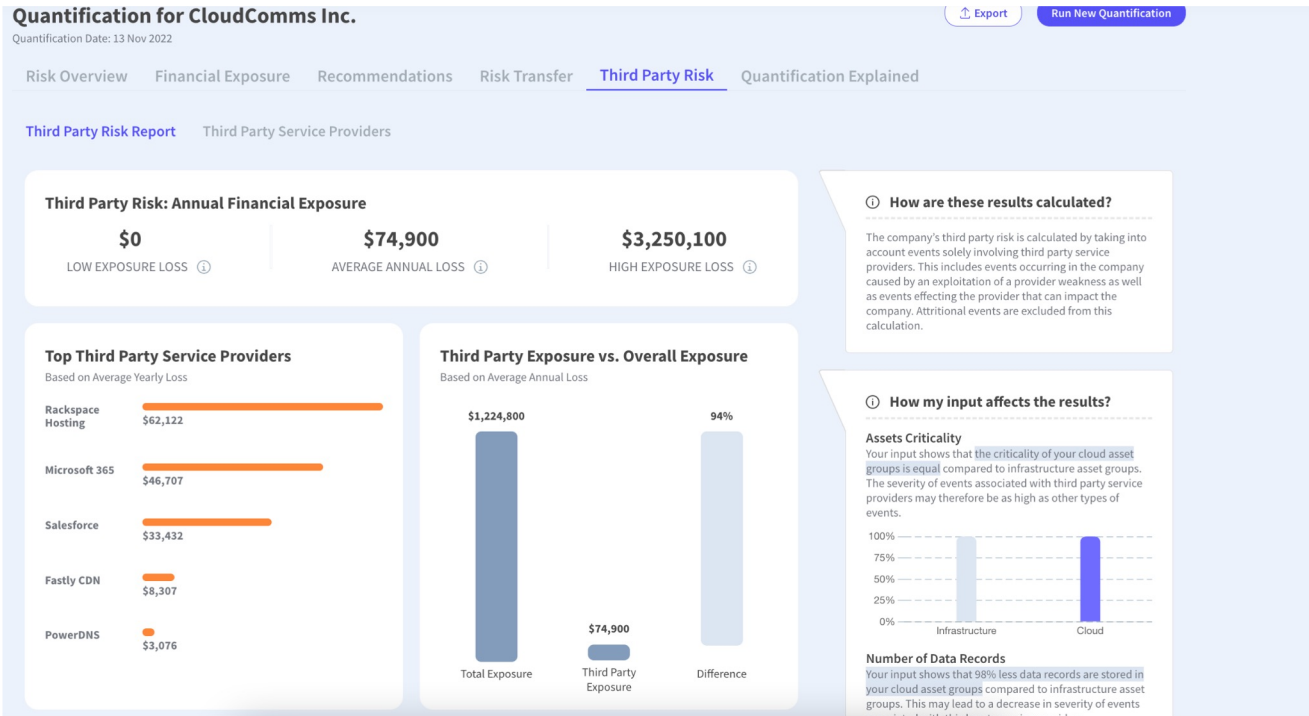 Quantification for CloudComms Inc.
Quantification Date: 13 Nov 2022
Export
Run New Quantification
Risk Overview
Financial Exposure
Recommendations
Risk Transfer
Third Party Risk
Quantification Explained
Third Party Risk Report
Third Party Service Providers
Third Party Risk: Annual Financial Exposure
$0
LOW EXPOSURE LOSS
$74,900
AVERAGE ANNUAL LOSS
$3,250,100
HIGH EXPOSURE LOSS
Top Third Party Service Providers
Based on Average Yearly Loss
Rackspace
Hosting
$62,122
Microsoft 365
$46,707
Salesforce
$33,432
Fastly CDN
$8,307
PowerDNS
$3,076
Third Party Exposure vs. Overall Exposure
Based on Average Annual Loss
$1,224,800
94%
$74,900
Total Exposure
Third Party
Exposure
Difference
How are these results calculated?
The company's third party risk is calculated by taking into
account events solely involving third party service
providers. This includes events occurring in the company
caused by an exploitation of a provider weakness as well
as events effecting the provider that can impact the
company. Attritional events are excluded from this
calculation.
How my input affects the results?
Assets Criticality
Your input shows that the criticality of your cloud asset
groups is equal compared to infrastructure asset groups.
The severity of events associated with third party service
providers may therefore be as high as other types of
events.
100%
75%
50%
25%
0%
Infrastructure
Cloud
Number of Data Records
Your input shows that 98% less data records are stored in
your cloud asset groups compared to infrastructure asset
groups. This may lead to a decrease in severity of events